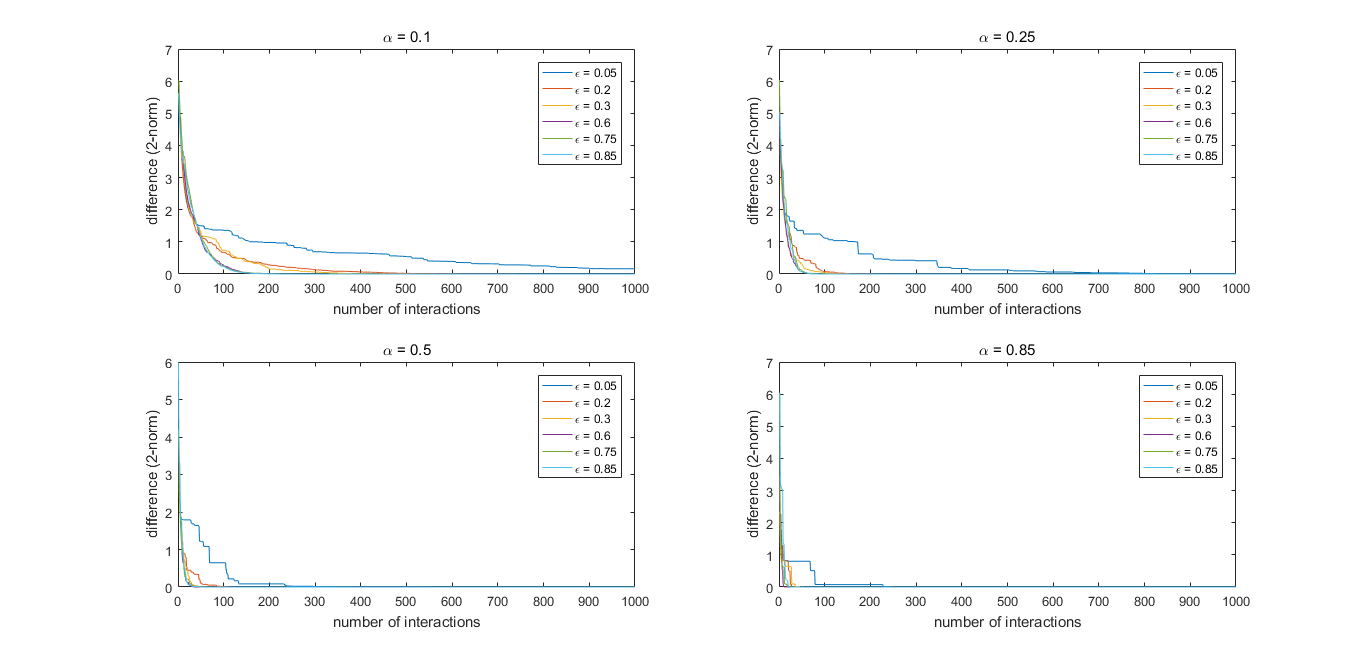 α = 0.1
7
6
5
4
3
2
1
0
difference (2-norm)
0 100 200 300 400 500 600 700 800 900 1000
number of interactions
ϵ = 0.05
ϵ = 0.2
ϵ = 0.3
ϵ = 0.6
ϵ = 0.75
ϵ = 0.85
α = 0.25
7
6
5
4
3
2
1
0
difference (2-norm)
0 100 200 300 400 500 600 700 800 900 1000
number of interactions
ϵ = 0.05
ϵ = 0.2
ϵ = 0.3
ϵ = 0.6
ϵ = 0.75
ϵ = 0.85
α = 0.5
6
5
4
3
2
1
0
difference (2-norm)
0 100 200 300 400 500 600 700 800 900 1000
number of interactions
ϵ = 0.05
ϵ = 0.2
ϵ = 0.3
ϵ = 0.6
ϵ = 0.75
ϵ = 0.85
α = 0.85
7
6
5
4
3
2
1
0
difference (2-norm)
0 100 200 300 400 500 600 700 800 900 1000
number of interactions
ϵ = 0.05
ϵ = 0.2
ϵ = 0.3
ϵ = 0.6
ϵ = 0.75
ϵ = 0.85